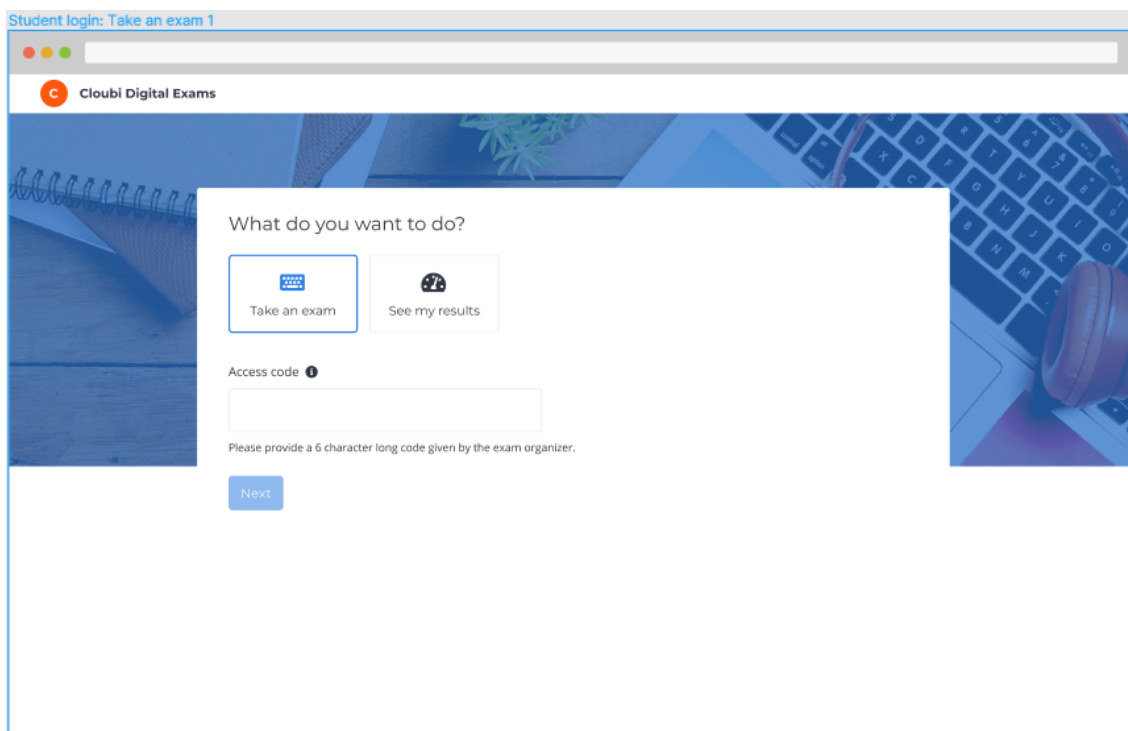 Student login: Take an exam 1
C Cloubi Digital Exams
What do you want to do?
Take an exam
See my results
Access code
Please provide a 6 character long code given by the exam organizer.
Next